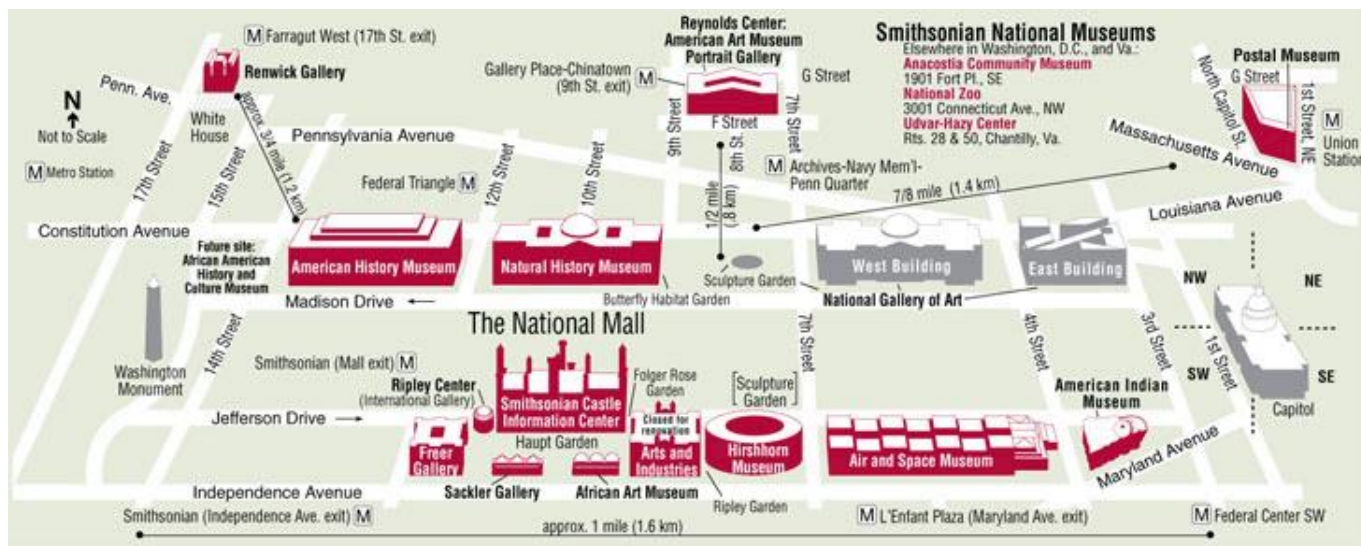 M Farragut West (17th St. exit)
Renwick Gallery
Penn. Ave.
N
Not to Scale
White
House
approx. 3/4 mile (1.2 km)
M Metro Station
17th Street
15th Street
Pennsylvania Avenue
Federal Triangle M
12th Street
10th Street
Reynolds Center:
American Art Museum
Portrait Gallery
Gallery Place-Chinatown
(9th St. exit)
M
G Street
9th Street
F Street
8th St.
7th Street
M Archives-Navy Mem'l-
Penn Quarter
1/2 mile
(.8 km)
7/8 mile (1.4 km)
Smithsonian National Museums
Elsewhere in Washington, D.C., and Va.:
Anacostia Community Museum
1901 Fort Pl., SE
National Zoo
3001 Connecticut Ave., NW
Udvar-Hazy Center
Rts. 28 & 50, Chantilly, Va.
Postal Museum
G Street
North Capitol St.
1st Street, NE
M
Union
Station
Massachusetts Avenue
Louisiana Avenue
Constitution Avenue
Future site:
African American
History and
Culture Museum
American History Museum
Natural History Museum
Butterfly Habitat Garden
Sculpture Garden
West Building
East Building
National Gallery of Art
Madison Drive
NW
NE
SW
SE
Capitol
Washington
Monument
14th Street
The National Mall
7th Street
4th Street
3rd Street
1st Street
Smithsonian (Mall exit) M
Ripley Center
(International Gallery)
Smithsonian Castle
Information Center
Folger Rose
Garden
Sculpture
Garden
American Indian
Museum
Jefferson Drive
Freer
Gallery
Haupt Garden
Closed for
renovation
Arts and
Industries
Hirshhorn
Museum
Air and Space Museum
Maryland Avenue
Independence Avenue
Sackler Gallery
African Art Museum
Ripley Garden
Smithsonian (Independence Ave. exit) M
approx. 1 mile (1.6 km)
M L'Enfant Plaza (Maryland Ave. exit)
M Federal Center SW